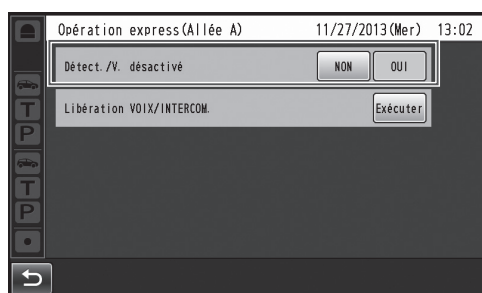 Opération express(Allée A) 11/27/2013(Mer) 13:02
Détect./V. désactivé NON OUI
Libération VOIX/INTERCOM. Exécuter
T
P
T
P